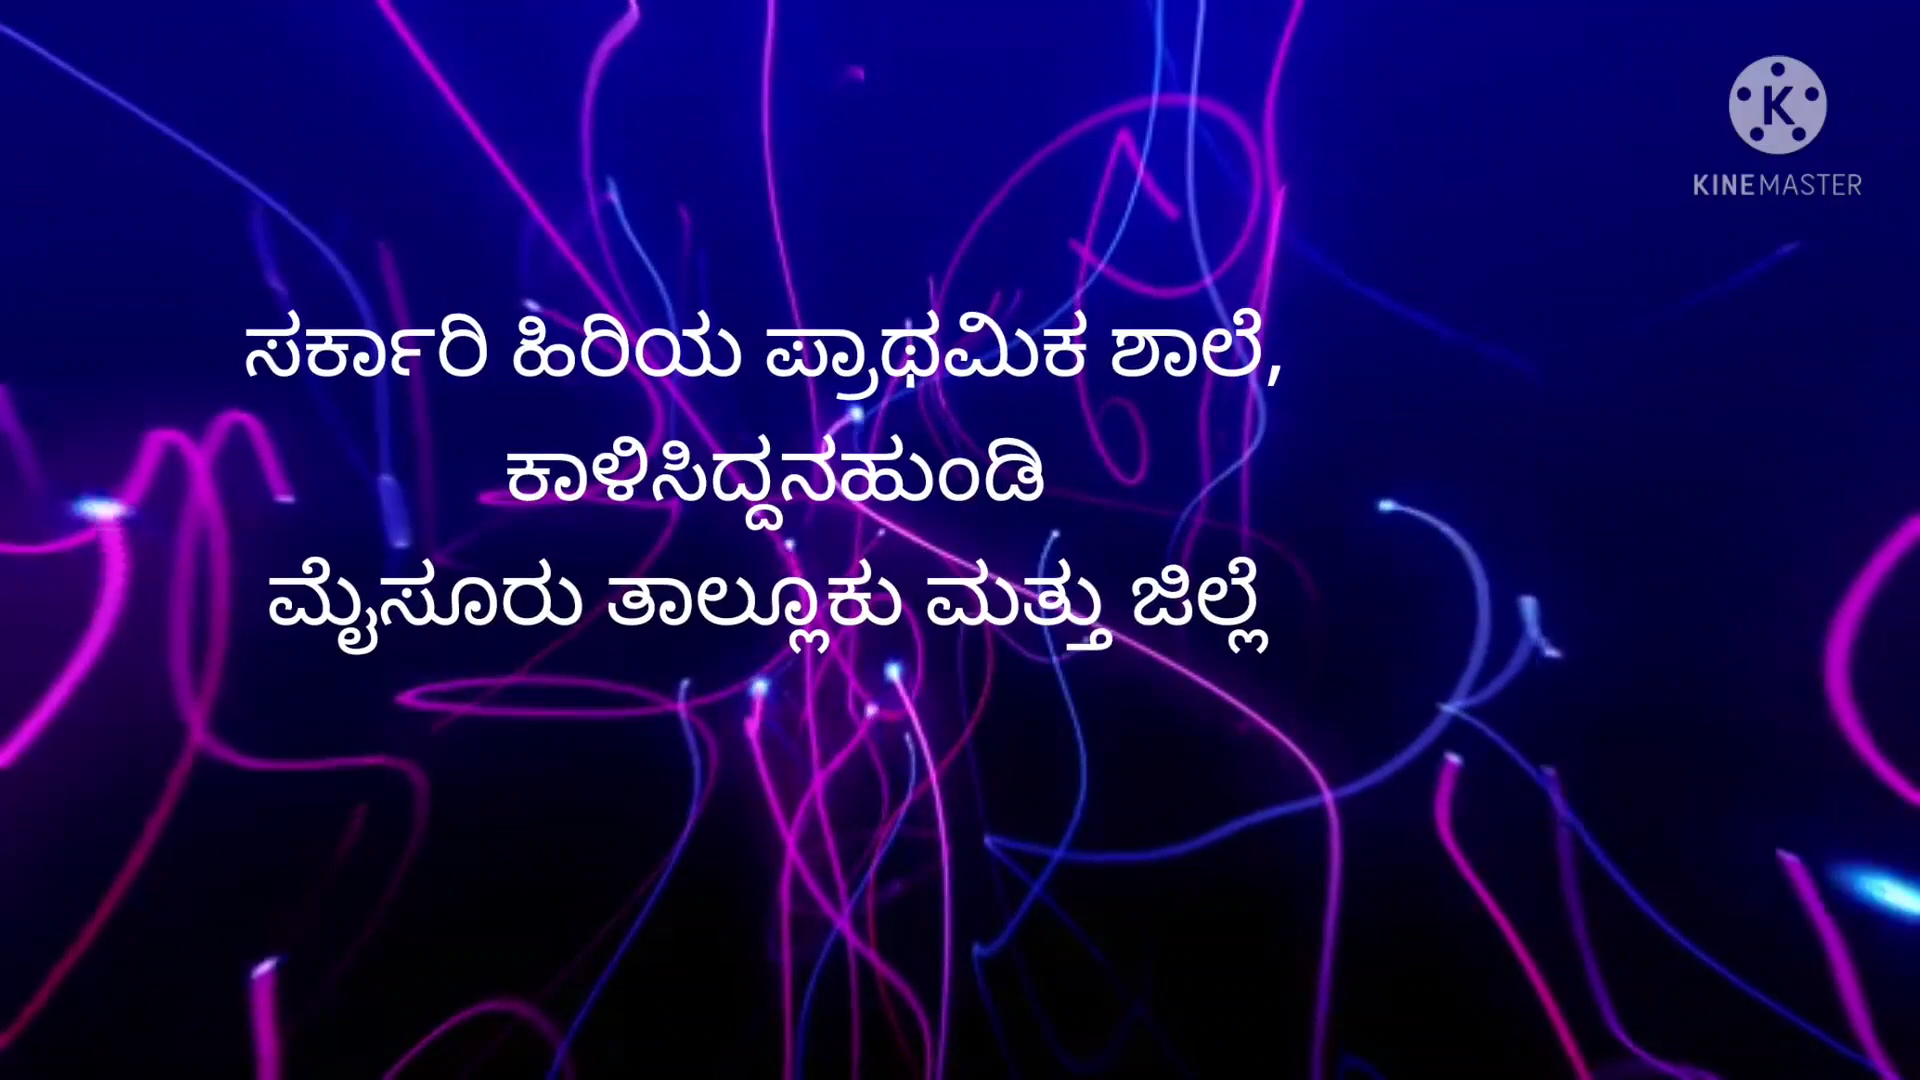 KINEMASTER
ಸರ್ಕಾರಿ ಹಿರಿಯ ಪ್ರಾಥಮಿಕ ಶಾಲೆ,
ಕಾಳಿಸಿದ್ದನಹುಂಡಿ
ಮೈಸೂರು ತಾಲ್ಲೂಕು ಮತ್ತು ಜಿಲ್ಲೆ